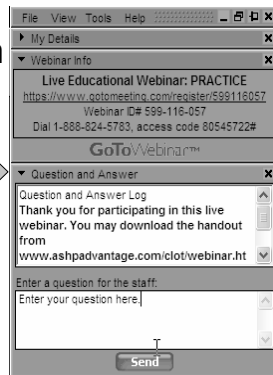 File View Tools Help
My Details
Webinar Info
Live Educational Webinar: PRACTICE
https://www.gotomeeting.com/register/599116057
Webinar ID# 599-116-057
Dial 1-888-824-5783, access code 80545722#
GoToWebinar™
Question and Answer
Question and Answer Log
Thank you for participating in this live
webinar. You may download the handout
from
www.ashpadvantage.com/clot/webinar.ht
Enter a question for the staff:
Enter your question here.
Send